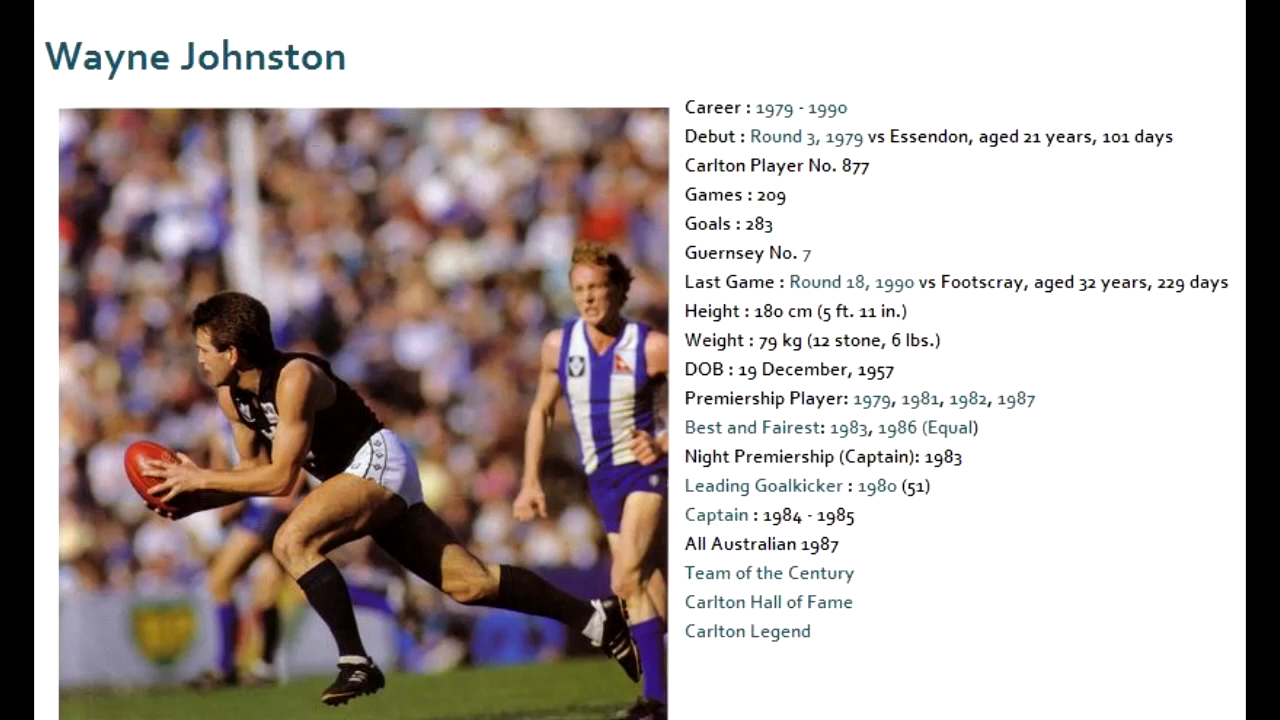 Wayne Johnston
Career : 1979 - 1990
Debut : Round 3, 1979 vs Essendon, aged 21 years, 101 days
Carlton Player No. 877
Games : 209
Goals : 283
Guernsey No. 7
Last Game : Round 18, 1990 vs Footscray, aged 32 years, 229 days
Height : 180 cm (5 ft. 11 in.)
Weight : 79 kg (12 stone, 6 lbs.)
DOB : 19 December, 1957
Premiership Player: 1979, 1981, 1982, 1987
Best and Fairest: 1983, 1986 (Equal)
Night Premiership (Captain): 1983
Leading Goalkicker : 1980 (51)
Captain : 1984 - 1985
All Australian 1987
Team of the Century
Carlton Hall of Fame
Carlton Legend